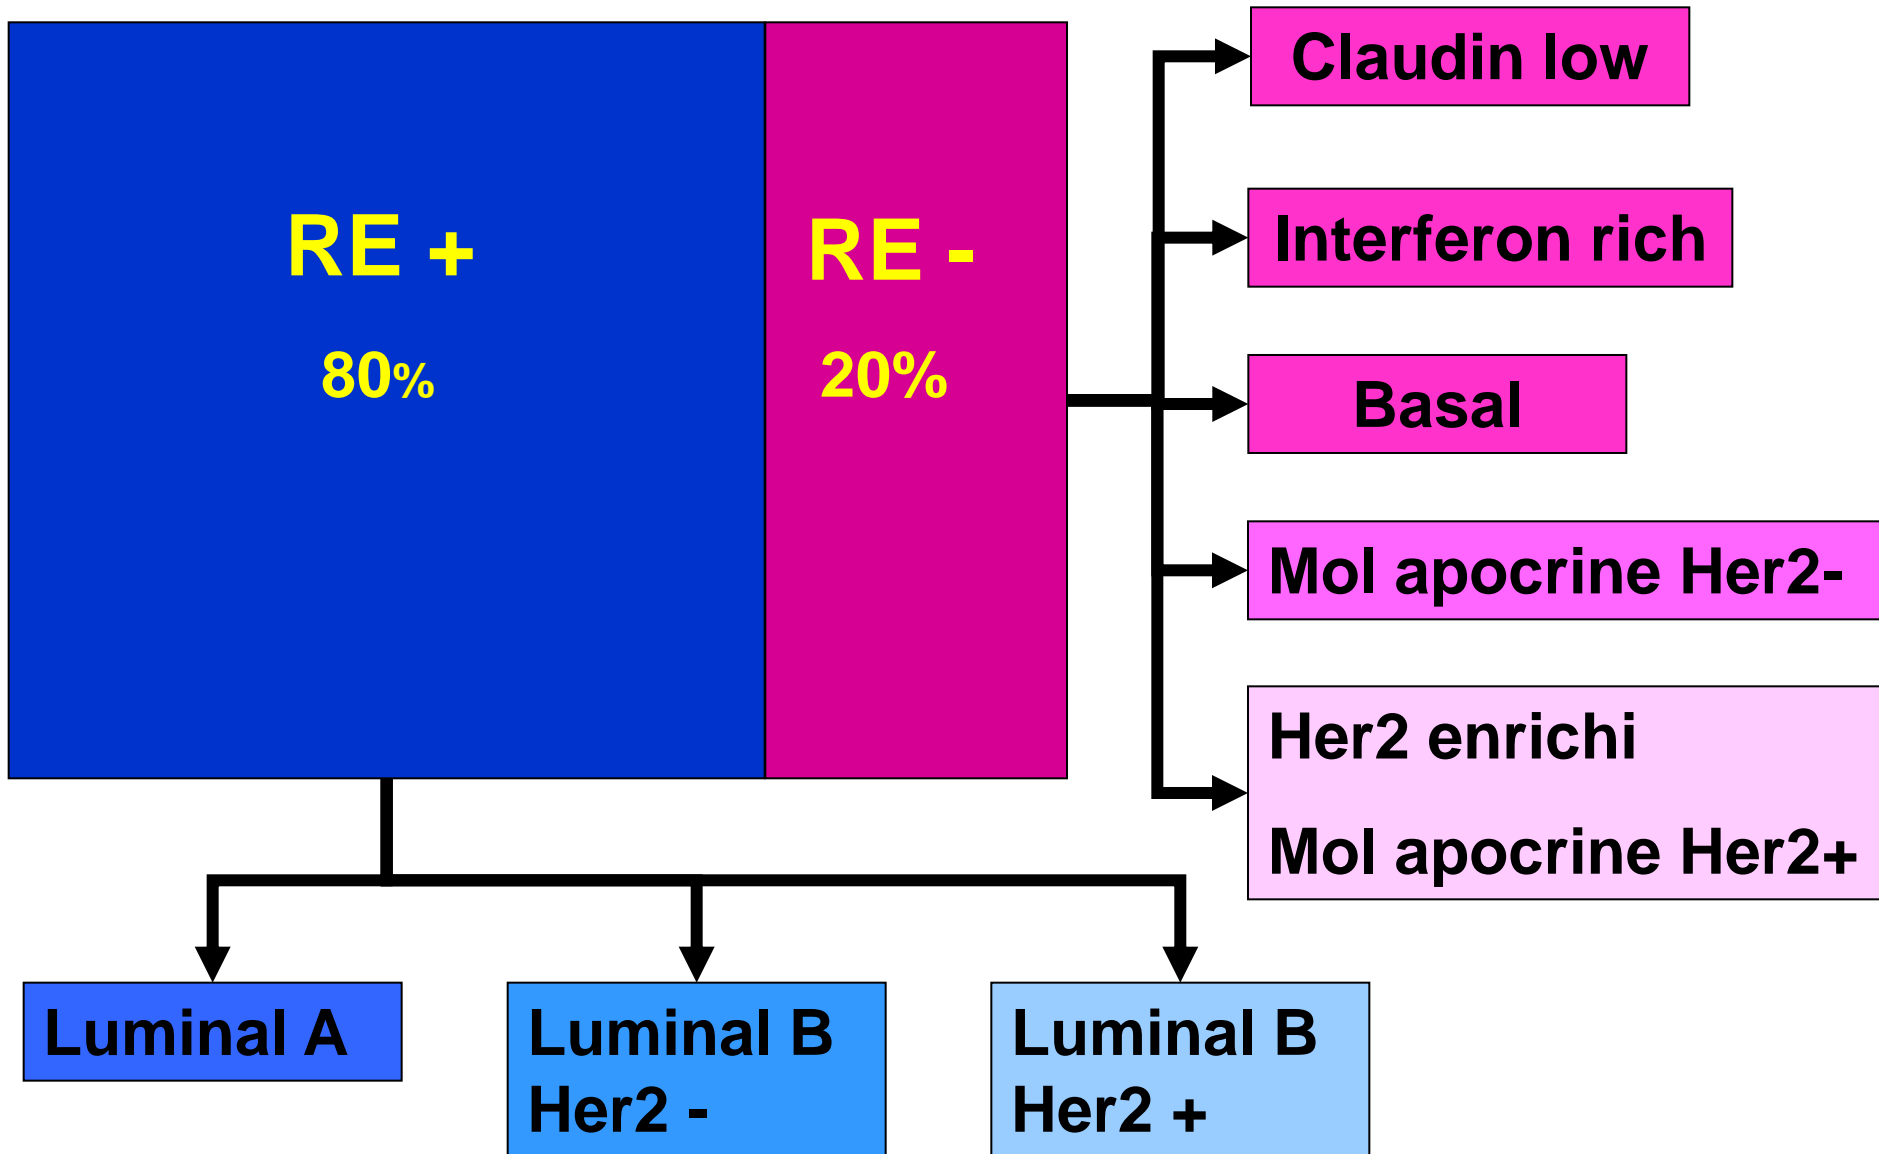 RE +
80%
RE -
20%
Claudin low
Interferon rich
Basal
Mol apocrine Her2-
Her2 enrichi
Mol apocrine Her2+
Luminal A
Luminal B
Her2 -
Luminal B
Her2 +